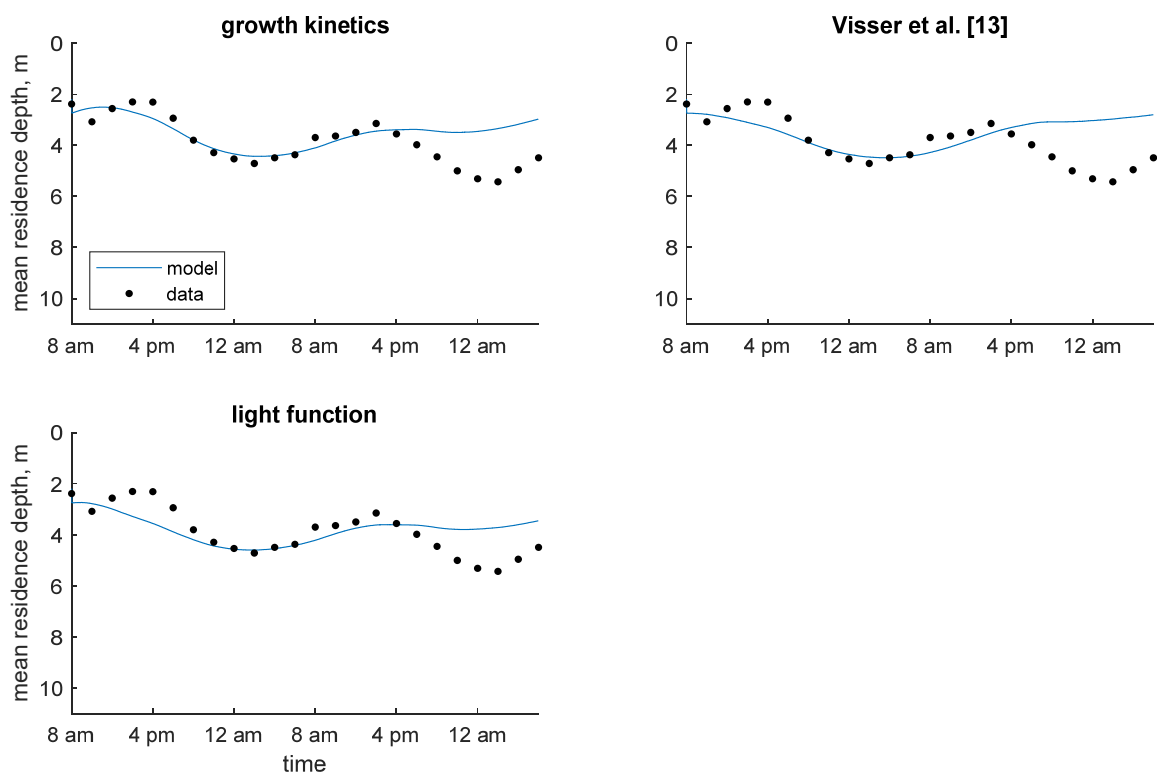 growth kinetics
0
2
4
6
8
10
mean residence depth, m
model
data
8 am 4 pm 12 am 8 am 4 pm 12 am
Visser et al. [13]
0
2
4
6
8
10
8 am 4 pm 12 am 8 am 4 pm 12 am
light function
0
2
4
6
8
10
mean residence depth, m
8 am 4 pm 12 am 8 am 4 pm 12 am
time